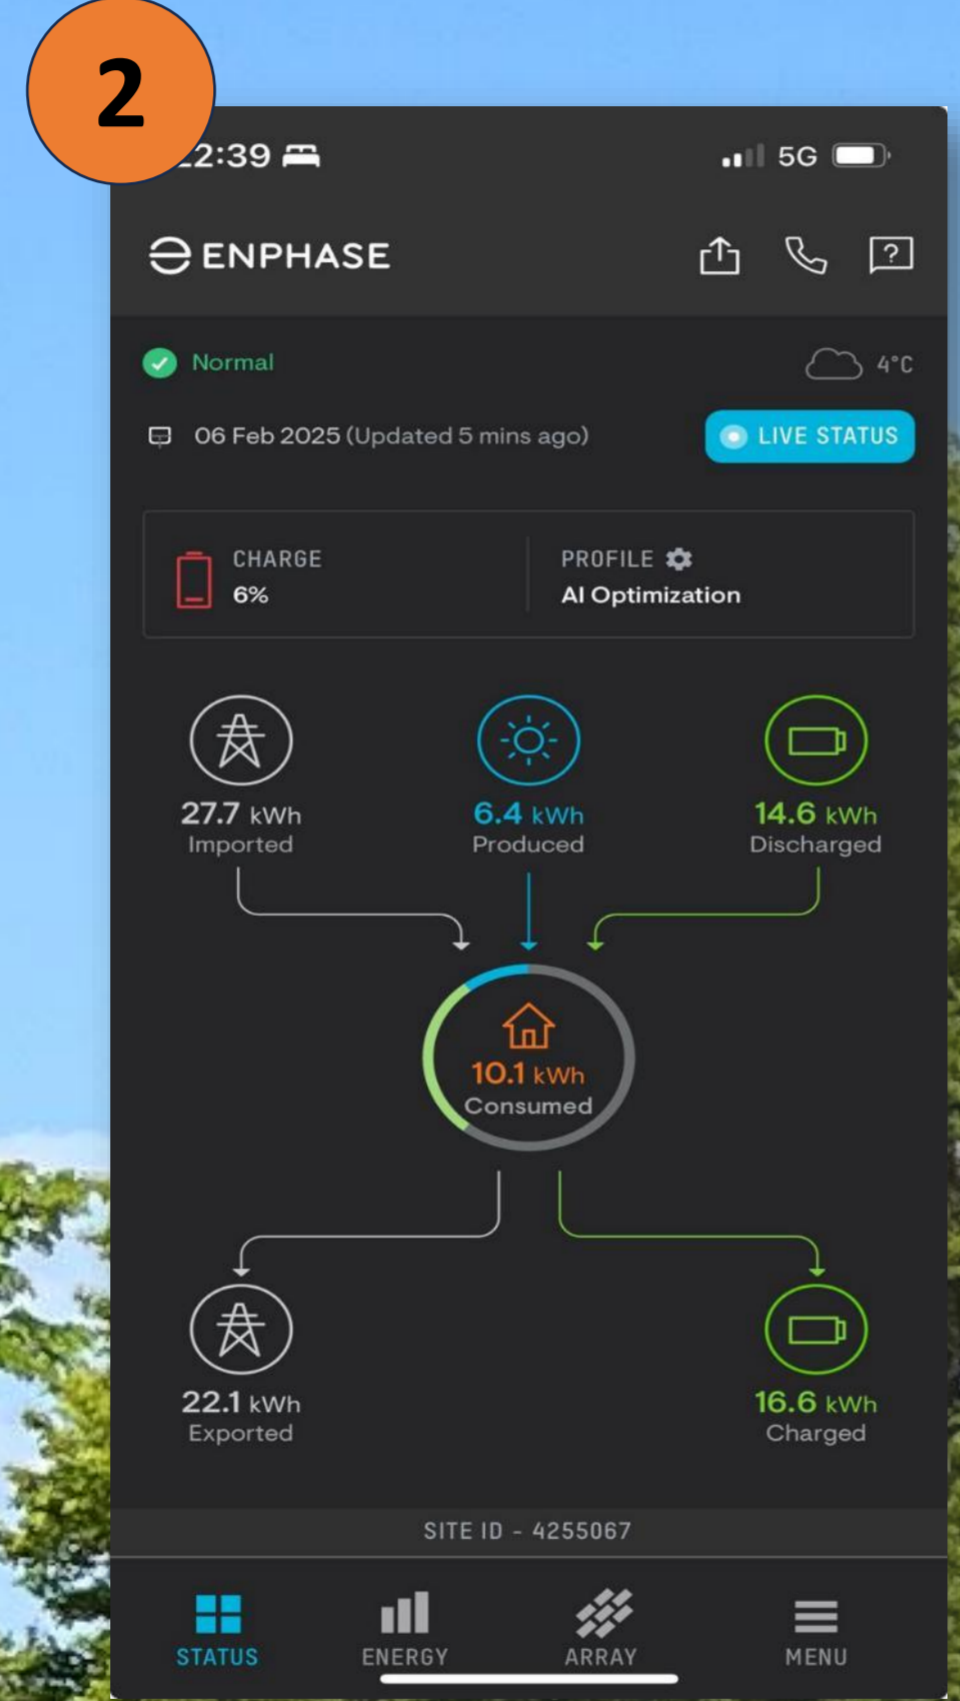 2
2:39
5G
ENPHASE
?
Normal
4°C
06 Feb 2025 (Updated 5 mins ago)
LIVE STATUS
CHARGE
6%
PROFILE
AI Optimization
27.7 kWh
Imported
6.4 kWh
Produced
14.6 kWh
Discharged
10.1 kWh
Consumed
22.1 kWh
Exported
16.6 kWh
Charged
SITE ID - 4255067
STATUS
ENERGY
ARRAY
MENU